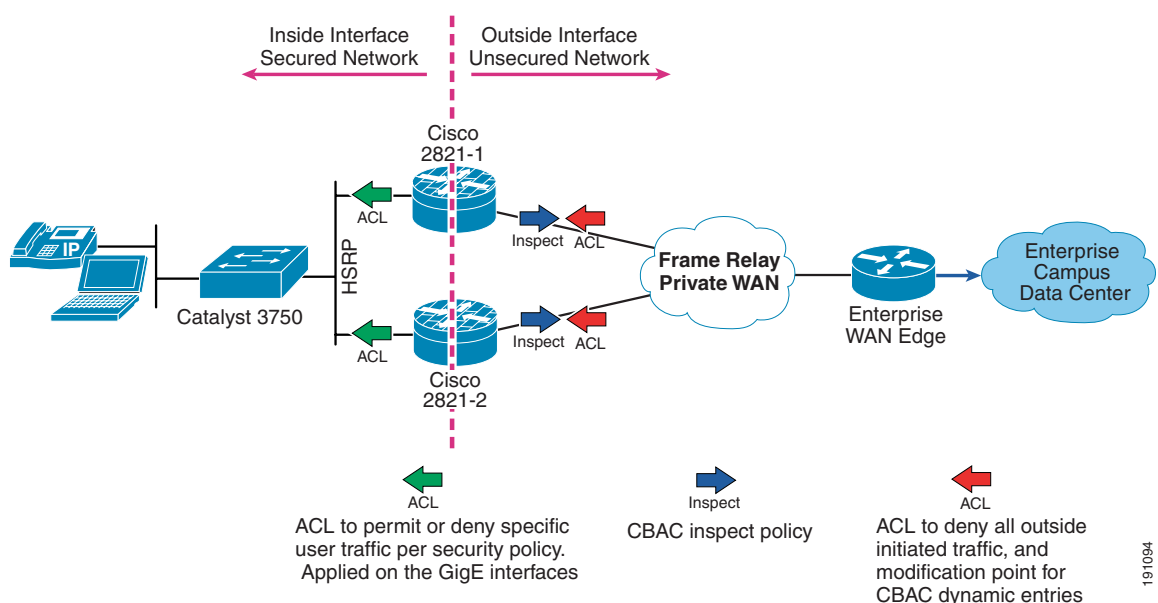 Inside Interface
Secured Network
Outside Interface
Unsecured Network
Cisco
2821-1
ACL
Inspect
ACL
IP
HSRP
Catalyst 3750
Frame Relay
Private WAN
Enterprise
WAN Edge
Enterprise
Campus
Data Center
ACL
Inspect
ACL
Cisco
2821-2
ACL
ACL to permit or deny specific
user traffic per security policy.
Applied on the GigE interfaces
Inspect
CBAC inspect policy
ACL
ACL to deny all outside
initiated traffic, and
modification point for
CBAC dynamic entries
191094